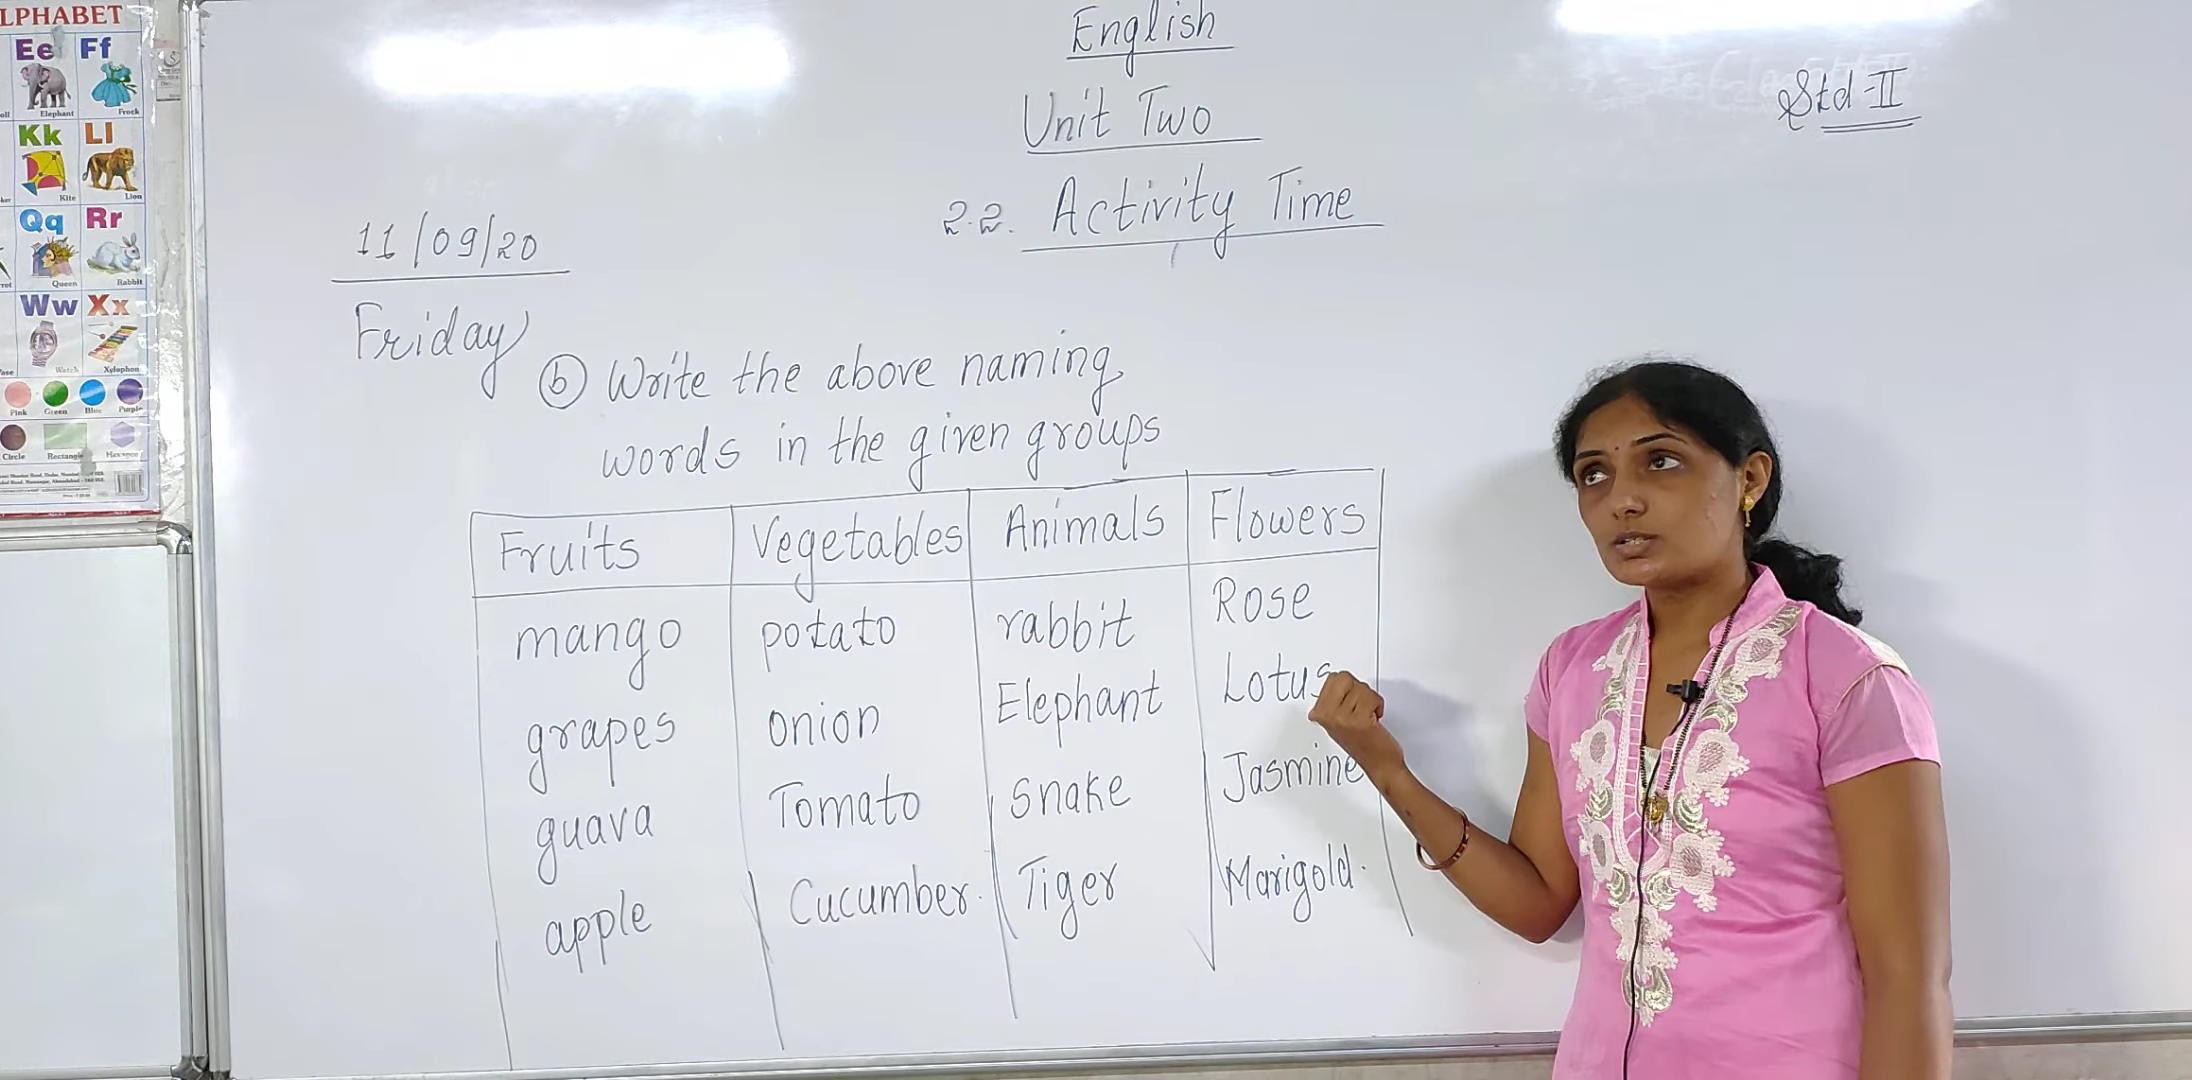 LPHABET
Ee Ff
Elephant Frock
Kk Ll
Kite Lion
Qq Rr
Queen Rabbit
Ww Xx
Watch Xylophone
Pink Green Blue Purple
Circle Rectangle Hexagon
English
Std-II
Unit Two
2.2. Activity Time
11/09/20
Friday
b Write the above naming
words in the given groups
Fruits Vegetables Animals Flowers
mango potato rabbit Rose
grapes onion Elephant Lotus
guava Tomato Snake Jasmine
apple Cucumber. Tiger Marigold.